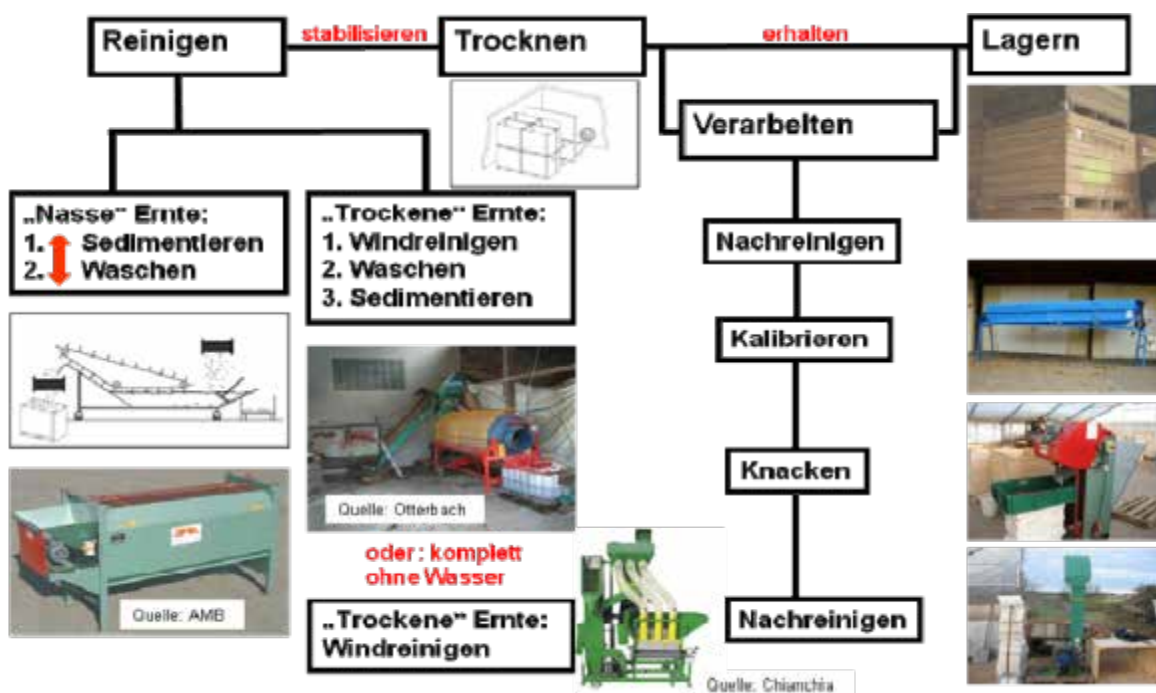 Reinigen
stabilisieren
Trocknen
erhalten
Lagern
Verarbeiten
„Nasse“ Ernte:
1. Sedimentieren
2. Waschen
„Trockene“ Ernte:
1. Windreinigen
2. Waschen
3. Sedimentieren
Nachreinigen
Kalibrieren
Knacken
Nachreinigen
Quelle: Otterbach
oder: komplett
ohne Wasser
„Trockene“ Ernte:
Windreinigen
Quelle: AMB
Quelle: Chianchia